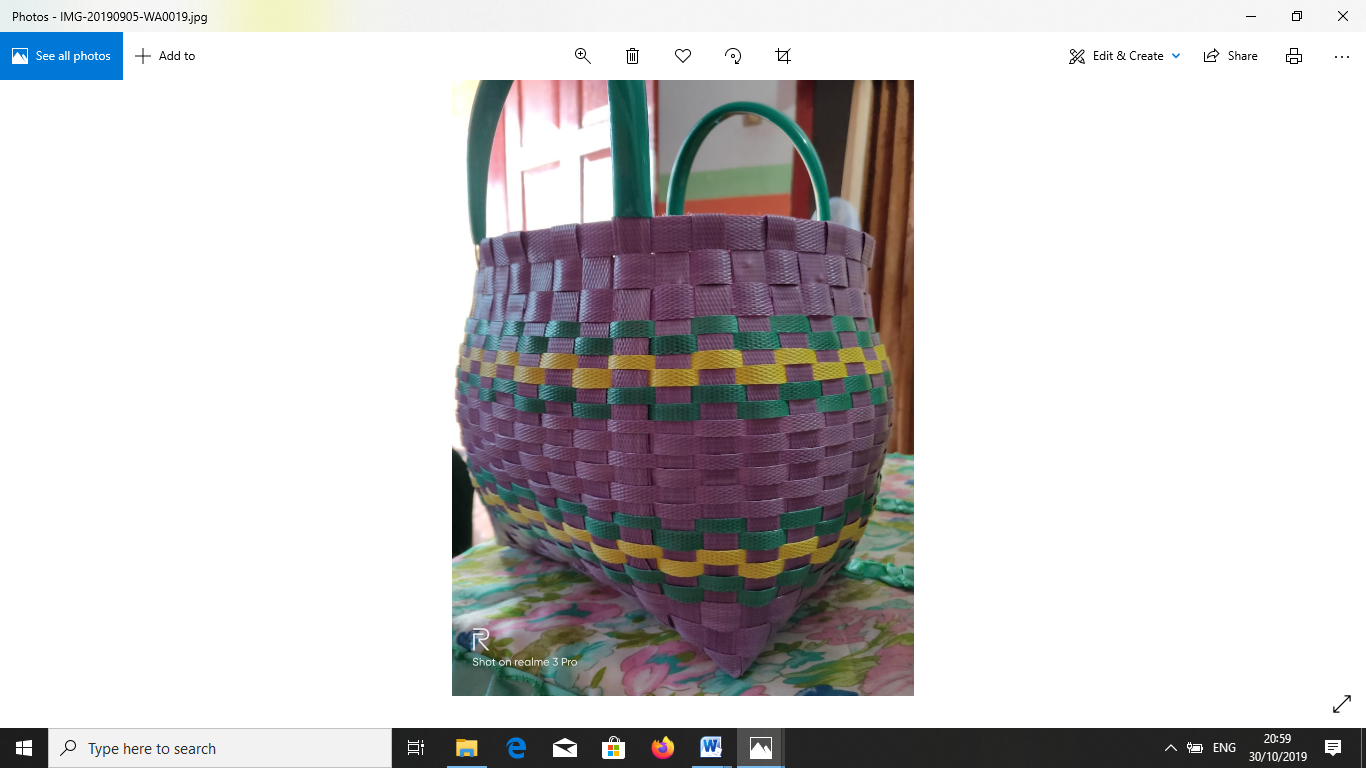 Photos - IMG-20190905-WA0019.jpg
See all photos
Add to
Edit & Create
Share
R
Shot on realme 3 Pro
Type here to search
ENG
20:59
30/10/2019